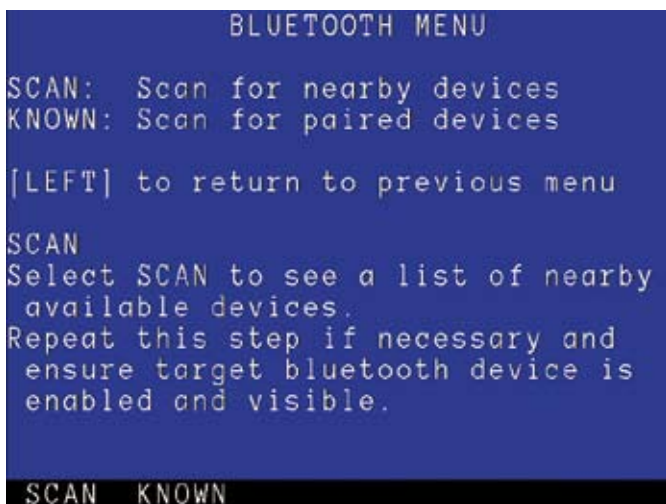 BLUETOOTH MENU
SCAN: Scan for nearby devices
KNOWN: Scan for paired devices
[LEFT] to return to previous menu
SCAN
Select SCAN to see a list of nearby
available devices.
Repeat this step if necessary and
ensure target bluetooth device is
enabled and visible.
SCAN KNOWN